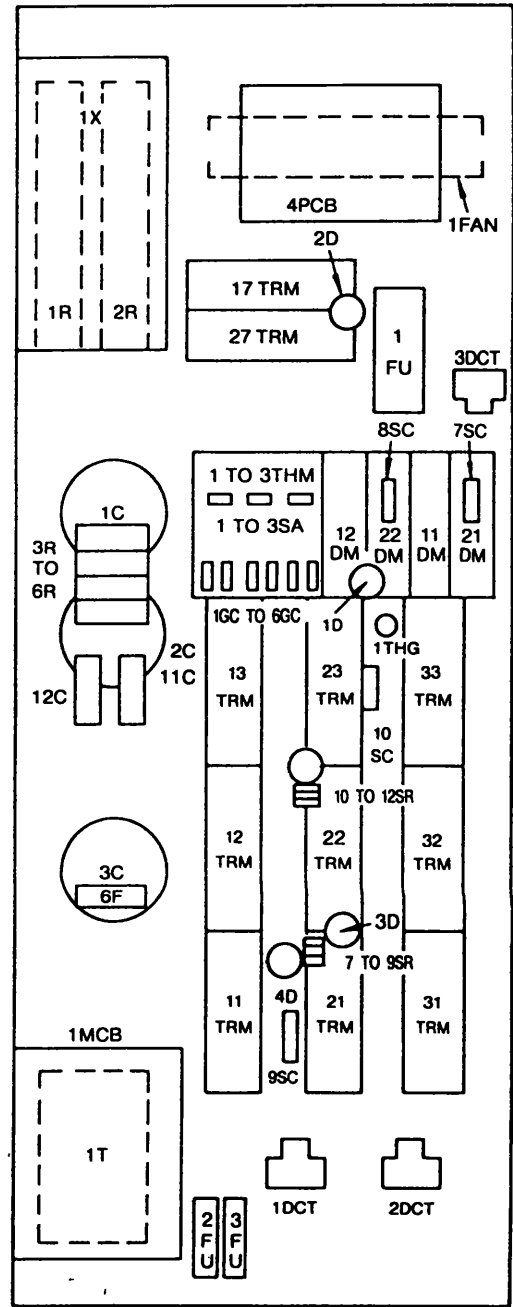 1X
4PCB
1FAN
2D
1R
2R
17 TRM
27 TRM
1
FU
3DCT
8SC
7SC
1 TO 3THM
1 TO 3SA
12
DM
22
DM
11
DM
21
DM
1C
3R
TO
6R
1D
1GC TO 6GC
1THG
2C
11C
12C
13
TRM
23
TRM
33
TRM
10
SC
10 TO 12SR
12
TRM
22
TRM
32
TRM
3C
6F
3D
7 TO 9SR
11
TRM
4D
21
TRM
31
TRM
9SC
1MCB
1T
1DCT
2DCT
2
F
U
3
F
U